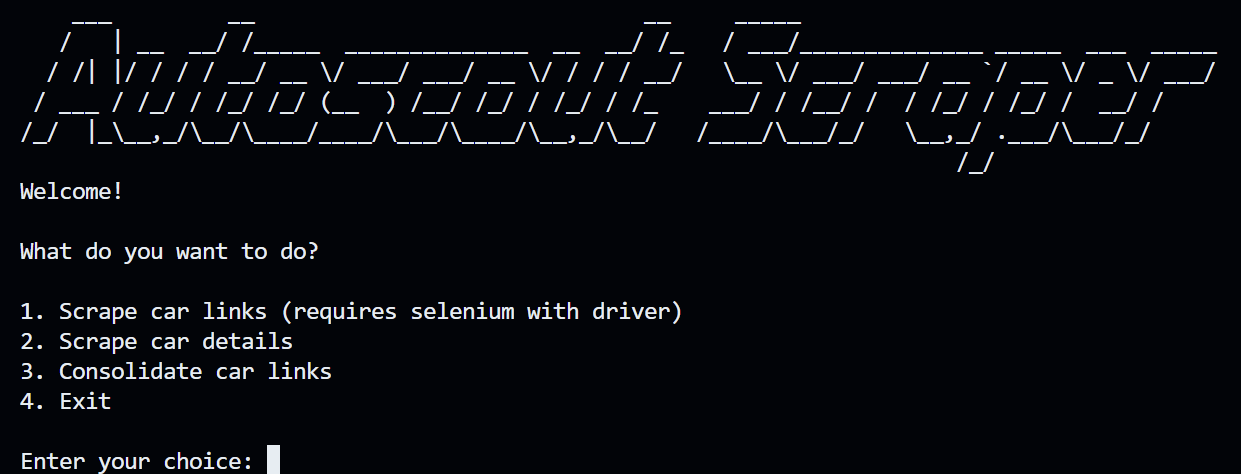 Autoscout Scraper
Welcome!
What do you want to do?
1. Scrape car links (requires selenium with driver)
2. Scrape car details
3. Consolidate car links
4. Exit
Enter your choice: